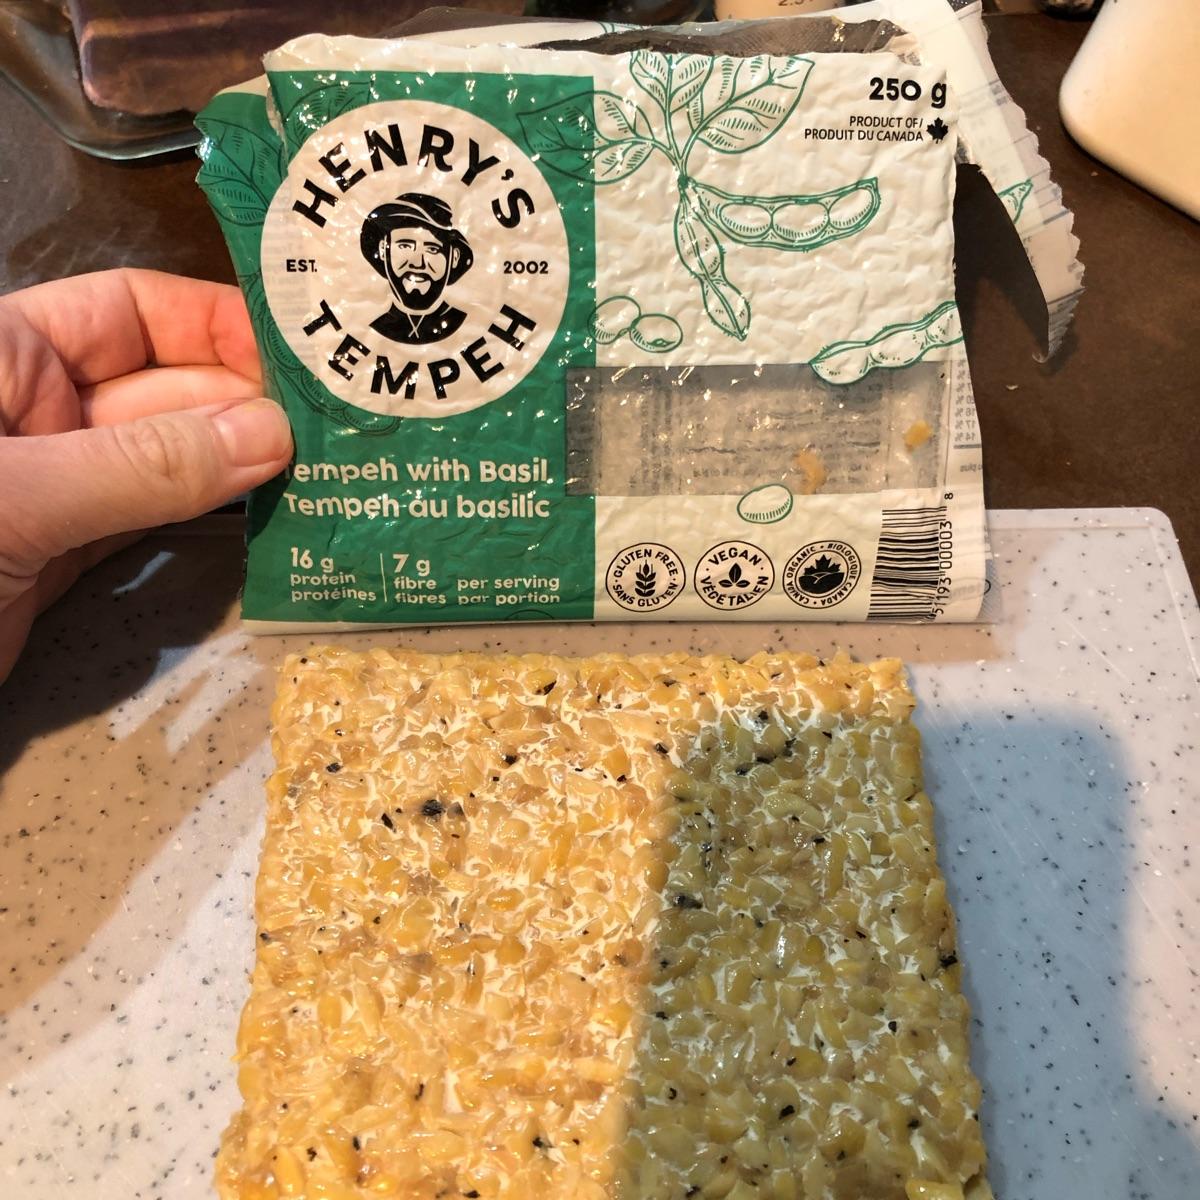 250 g
PRODUCT OF/
PRODUIT DU CANADA
HENRY'S
EST. 2002
TEMPEH
Tempeh with Basil
Tempeh au basilic
16 g
protein
protéines
7 g
fibre
fibres
per serving
par portion
GLUTEN FREE
SANS GLUTEN
VEGAN
VÉGÉTALIEN
CANADA ORGANIC • BIOLOGIQUE CANADA
8